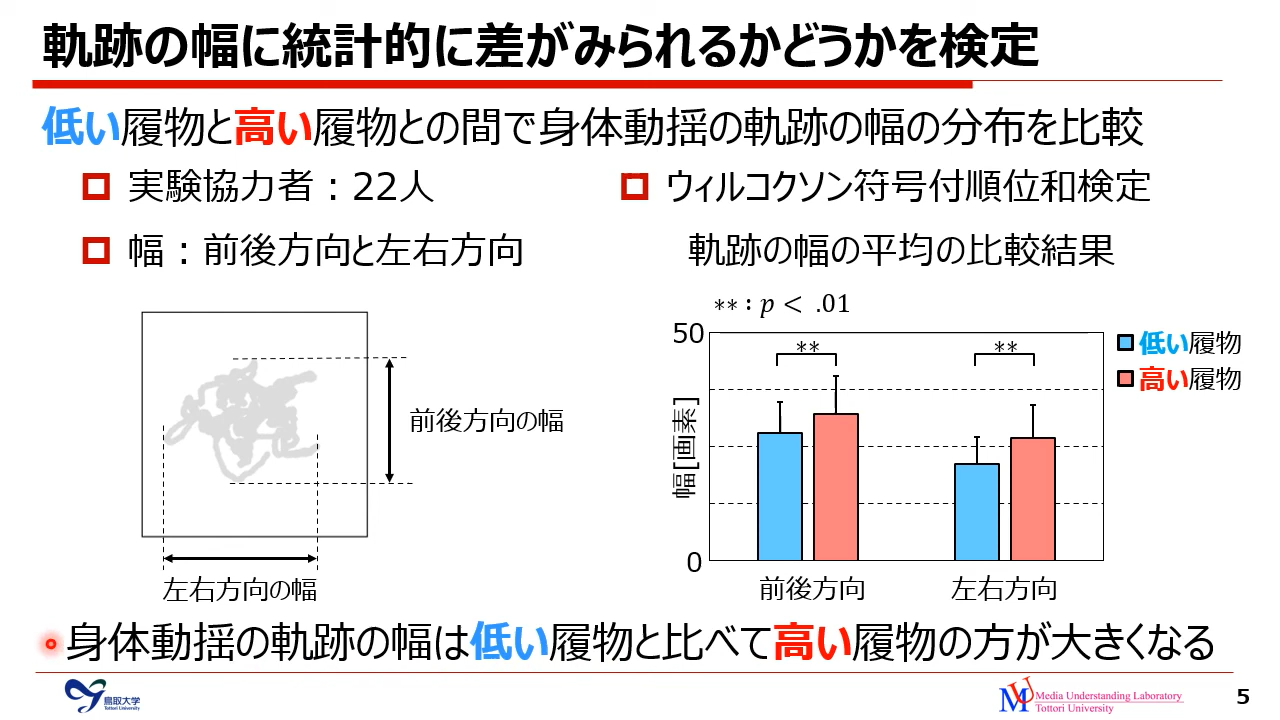 軌跡の幅に統計的に差がみられるかどうかを検定
低い履物と高い履物との間で身体動揺の軌跡の幅の分布を比較
実験協力者：22人
幅：前後方向と左右方向
ウィルコクソン符号付順位和検定
軌跡の幅の平均の比較結果
前後方向の幅
左右方向の幅
**：p < .01
50
**
**
幅[画素]
0
前後方向
左右方向
低い履物
高い履物
身体動揺の軌跡の幅は低い履物と比べて高い履物の方が大きくなる
鳥取大学
Tottori University
MU
Media Understanding Laboratory
Tottori University
5